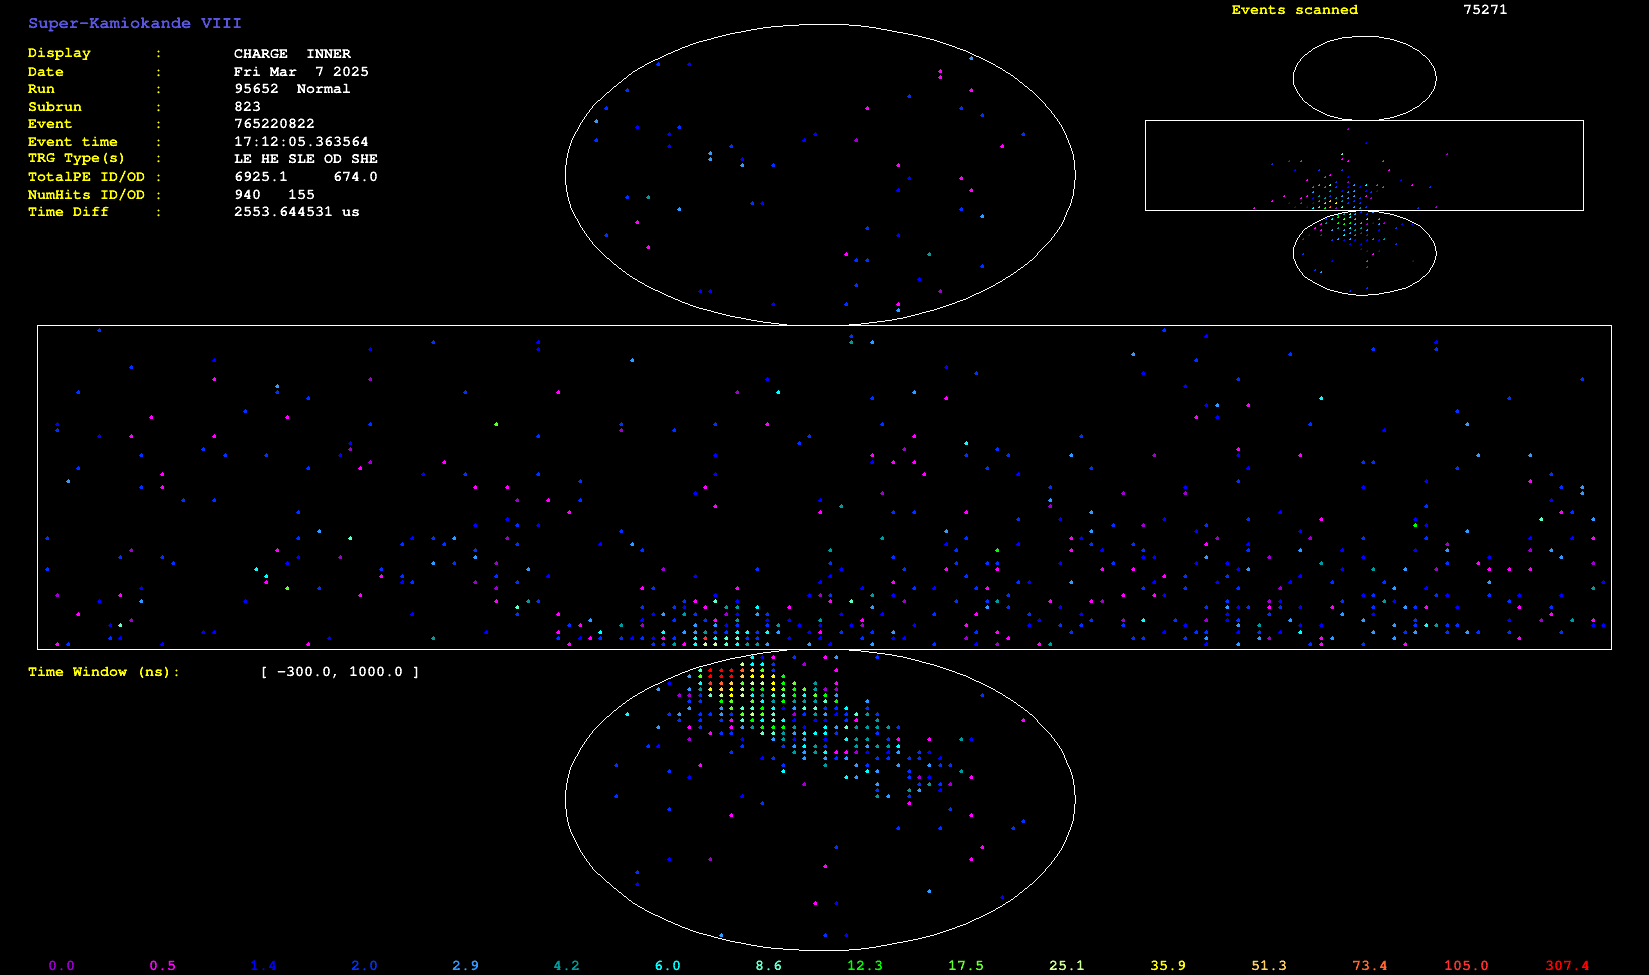 Super-Kamiokande VIII
Events scanned 75271
Display : CHARGE INNER
Date : Fri Mar 7 2025
Run : 95652 Normal
Subrun : 823
Event : 765220822
Event time : 17:12:05.363564
TRG Type(s) : LE HE SLE OD SHE
TotalPE ID/OD : 6925.1 674.0
NumHits ID/OD : 940 155
Time Diff : 2553.644531 us
Time Window (ns): [ -300.0, 1000.0 ]
0.0 0.5 1.4 2.0 2.9 4.2 6.0 8.6 12.3 17.5 25.1 35.9 51.3 73.4 105.0 307.4